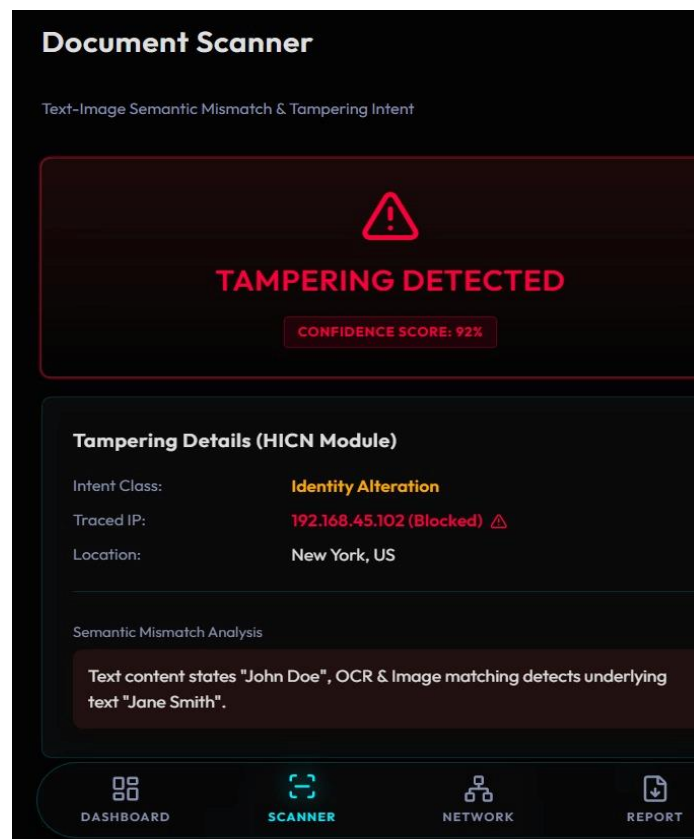 Document Scanner
Text-Image Semantic Mismatch & Tampering Intent
TAMPERING DETECTED
CONFIDENCE SCORE: 92%
Tampering Details (HICN Module)
Intent Class: Identity Alteration
Traced IP: 192.168.45.102 (Blocked)
Location: New York, US
Semantic Mismatch Analysis
Text content states "John Doe", OCR & Image matching detects underlying
text "Jane Smith".
DASHBOARD SCANNER NETWORK REPORT